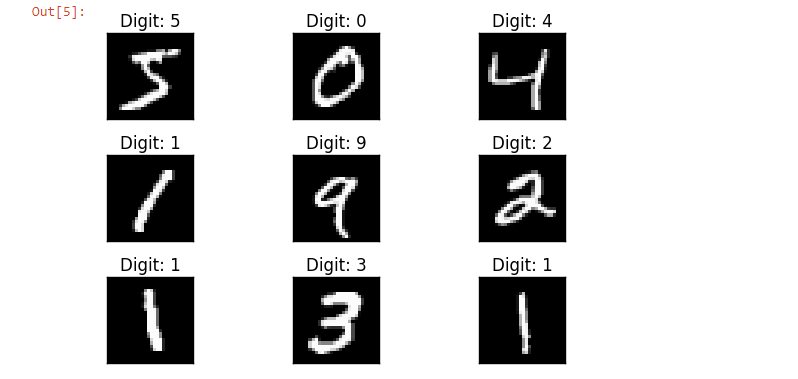 Out[5]:
Digit: 5 Digit: 0 Digit: 4
5 0 4
Digit: 1 Digit: 9 Digit: 2
1 9 2
Digit: 1 Digit: 3 Digit: 1
1 3 1